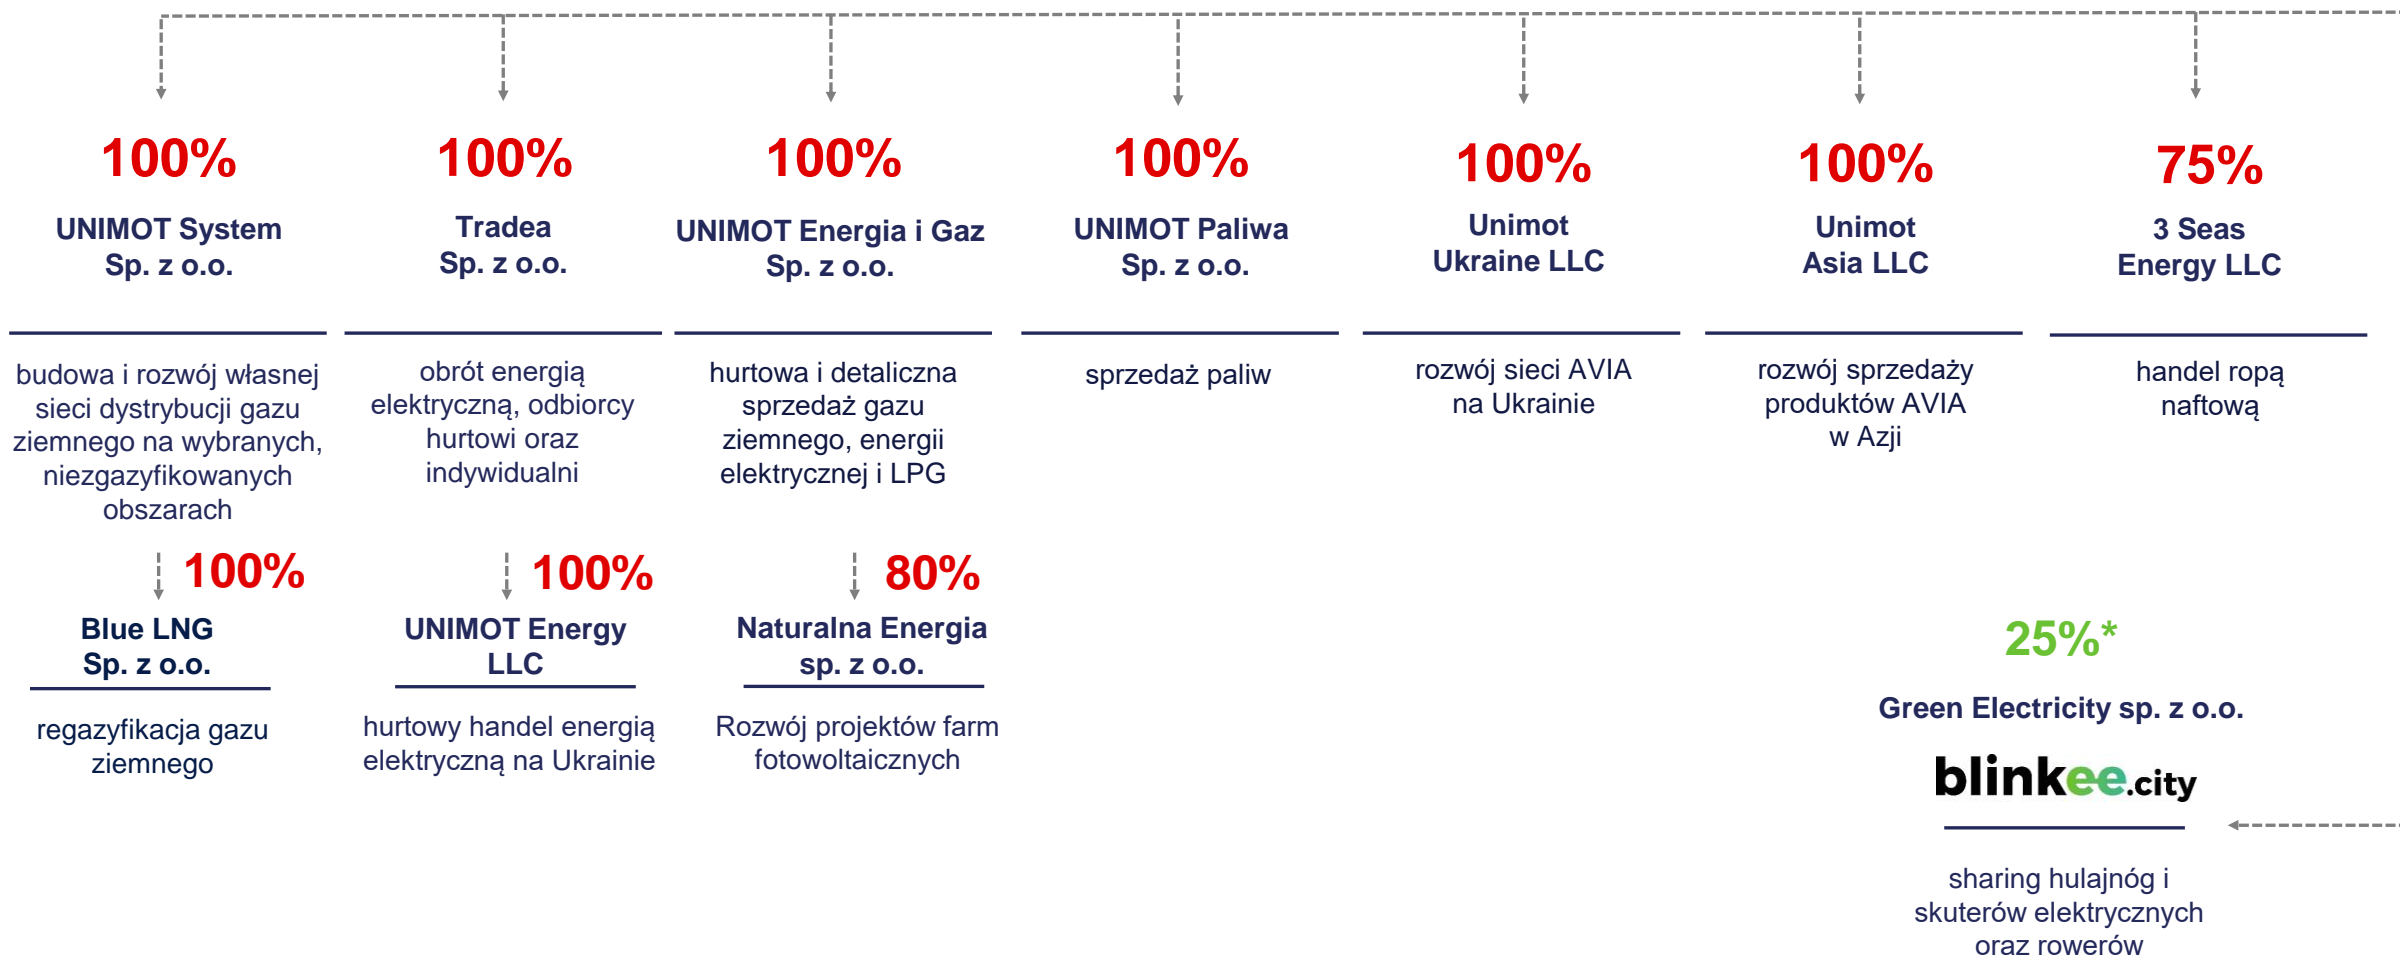 100%
UNIMOT System
Sp. z o.o.
budowa i rozwój własnej
sieci dystrybucji gazu
ziemnego na wybranych,
niezgazyfikowanych
obszarach
100%
Tradea
Sp. z o.o.
obrót energią
elektryczną, odbiorcy
hurtowi oraz
indywidualni
100%
UNIMOT Energia i Gaz
Sp. z o.o.
hurtowa i detaliczna
sprzedaż gazu
ziemnego, energii
elektrycznej i LPG
100%
UNIMOT Paliwa
Sp. z o.o.
sprzedaż paliw
100%
Unimot
Ukraine LLC
rozwój sieci AVIA
na Ukrainie
100%
Unimot
Asia LLC
rozwój sprzedaży
produktów AVIA
w Azji
75%
3 Seas
Energy LLC
handel ropą
naftową
100%
Blue LNG
Sp. z o.o.
regazyfikacja gazu
ziemnego
100%
UNIMOT Energy
LLC
hurtowy handel energią
elektryczną na Ukrainie
80%
Naturalna Energia
sp. z o.o.
Rozwój projektów farm
fotowoltaicznych
25%*
Green Electricity sp. z o.o.
blinkee.city
sharing hulajnóg i
skuterów elektrycznych
oraz rowerów